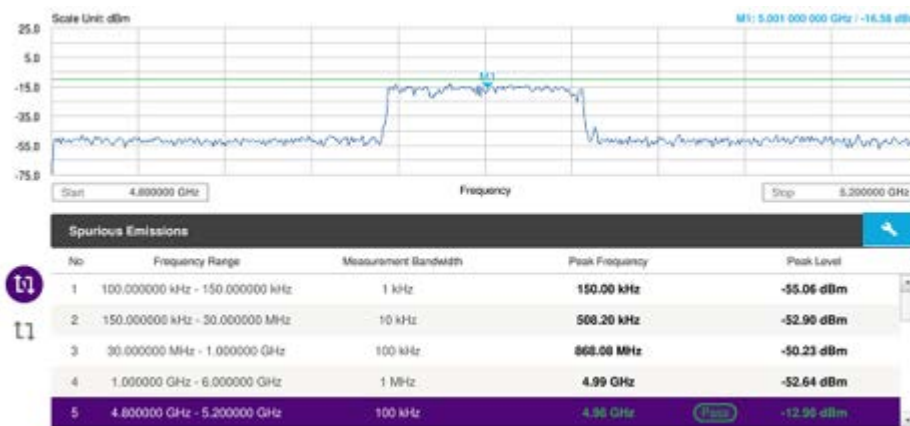 Scale Unit: dBm
M1: 5.001 000 000 GHz / -16.58 dBm
25.0
5.0
M1
-15.0
-35.0
-55.0
-75.0
Start 4.800000 GHz
Frequency
Stop 5.200000 GHz
Spurious Emissions
No Frequency Range Measurement Bandwidth Peak Frequency Peak Level
1 100.000000 kHz - 150.000000 kHz 1 kHz 150.00 kHz -55.06 dBm
2 150.000000 kHz - 30.000000 MHz 10 kHz 508.20 kHz -52.90 dBm
3 30.000000 MHz - 1.000000 GHz 100 kHz 868.08 MHz -50.23 dBm
4 1.000000 GHz - 6.000000 GHz 1 MHz 4.99 GHz -52.64 dBm
5 4.800000 GHz - 5.200000 GHz 100 kHz 4.96 GHz Pass -12.90 dBm